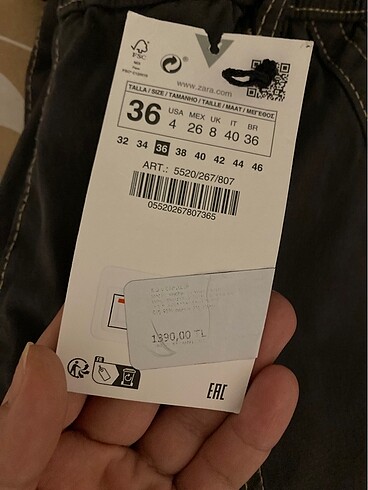 FSC
www.zara.com
TALLA / SIZE / TAMANHO / TAILLE / MAAT / ΜΕΓΕΘΟΣ
36
USA MEX UK IT BR
4 26 8 40 36
32 34 36 38 40 42 44 46
ART.: 5520/267/807
05520267807365
1390,00 TL
FR
EAC